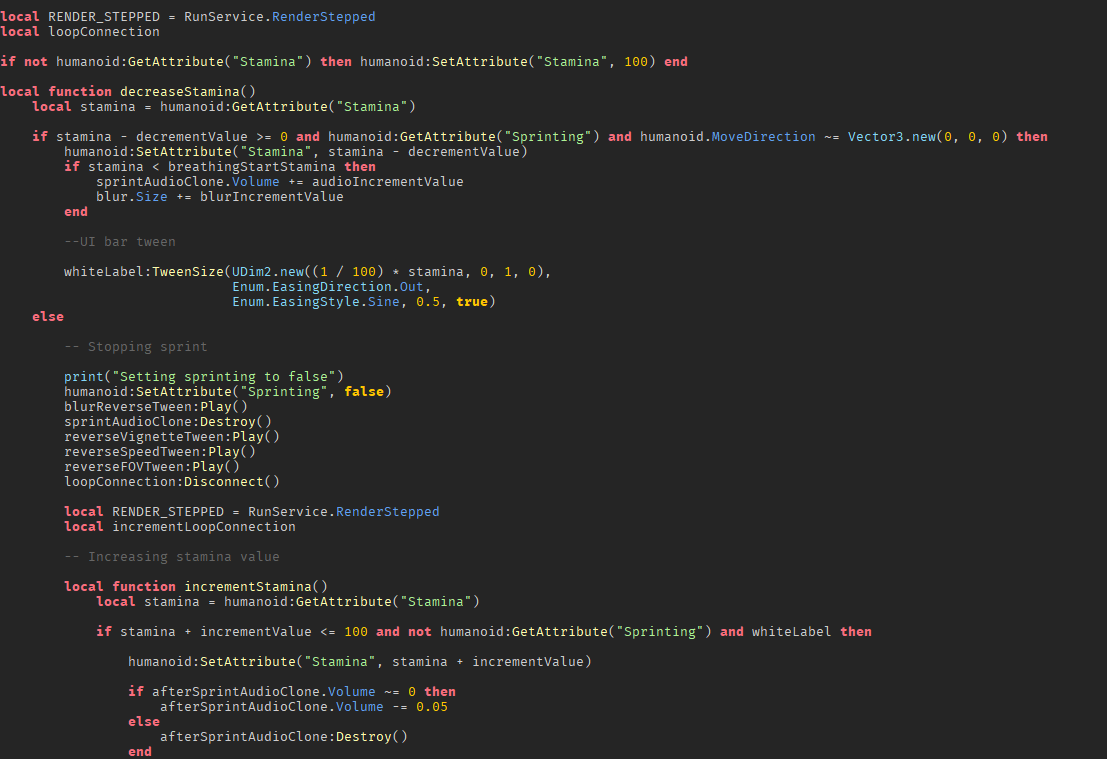 local RENDER_STEPPED = RunService.RenderStepped
local loopConnection
if not humanoid:GetAttribute("Stamina") then humanoid:SetAttribute("Stamina", 100) end
local function decreaseStamina()
local stamina = humanoid:GetAttribute("Stamina")
if stamina - decrementValue >= 0 and humanoid:GetAttribute("Sprinting") and humanoid.MoveDirection ~= Vector3.new(0, 0, 0) then
humanoid:SetAttribute("Stamina", stamina - decrementValue)
if stamina < breathingStartStamina then
sprintAudioClone.Volume += audioIncrementValue
blur.Size += blurIncrementValue
end
--UI bar tween
whiteLabel:TweenSize(UDim2.new((1 / 100) * stamina, 0, 1, 0),
Enum.EasingDirection.Out,
Enum.EasingStyle.Sine, 0.5, true)
else
-- Stopping sprint
print("Setting sprinting to false")
humanoid:SetAttribute("Sprinting", false)
blurReverseTween:Play()
sprintAudioClone:Destroy()
reverseVignetteTween:Play()
reverseSpeedTween:Play()
reverseFOVTween:Play()
loopConnection:Disconnect()
local RENDER_STEPPED = RunService.RenderStepped
local incrementLoopConnection
-- Increasing stamina value
local function incrementStamina()
local stamina = humanoid:GetAttribute("Stamina")
if stamina + incrementValue <= 100 and not humanoid:GetAttribute("Sprinting") and whiteLabel then
humanoid:SetAttribute("Stamina", stamina + incrementValue)
if afterSprintAudioClone.Volume ~= 0 then
afterSprintAudioClone.Volume -= 0.05
else
afterSprintAudioClone:Destroy()
end